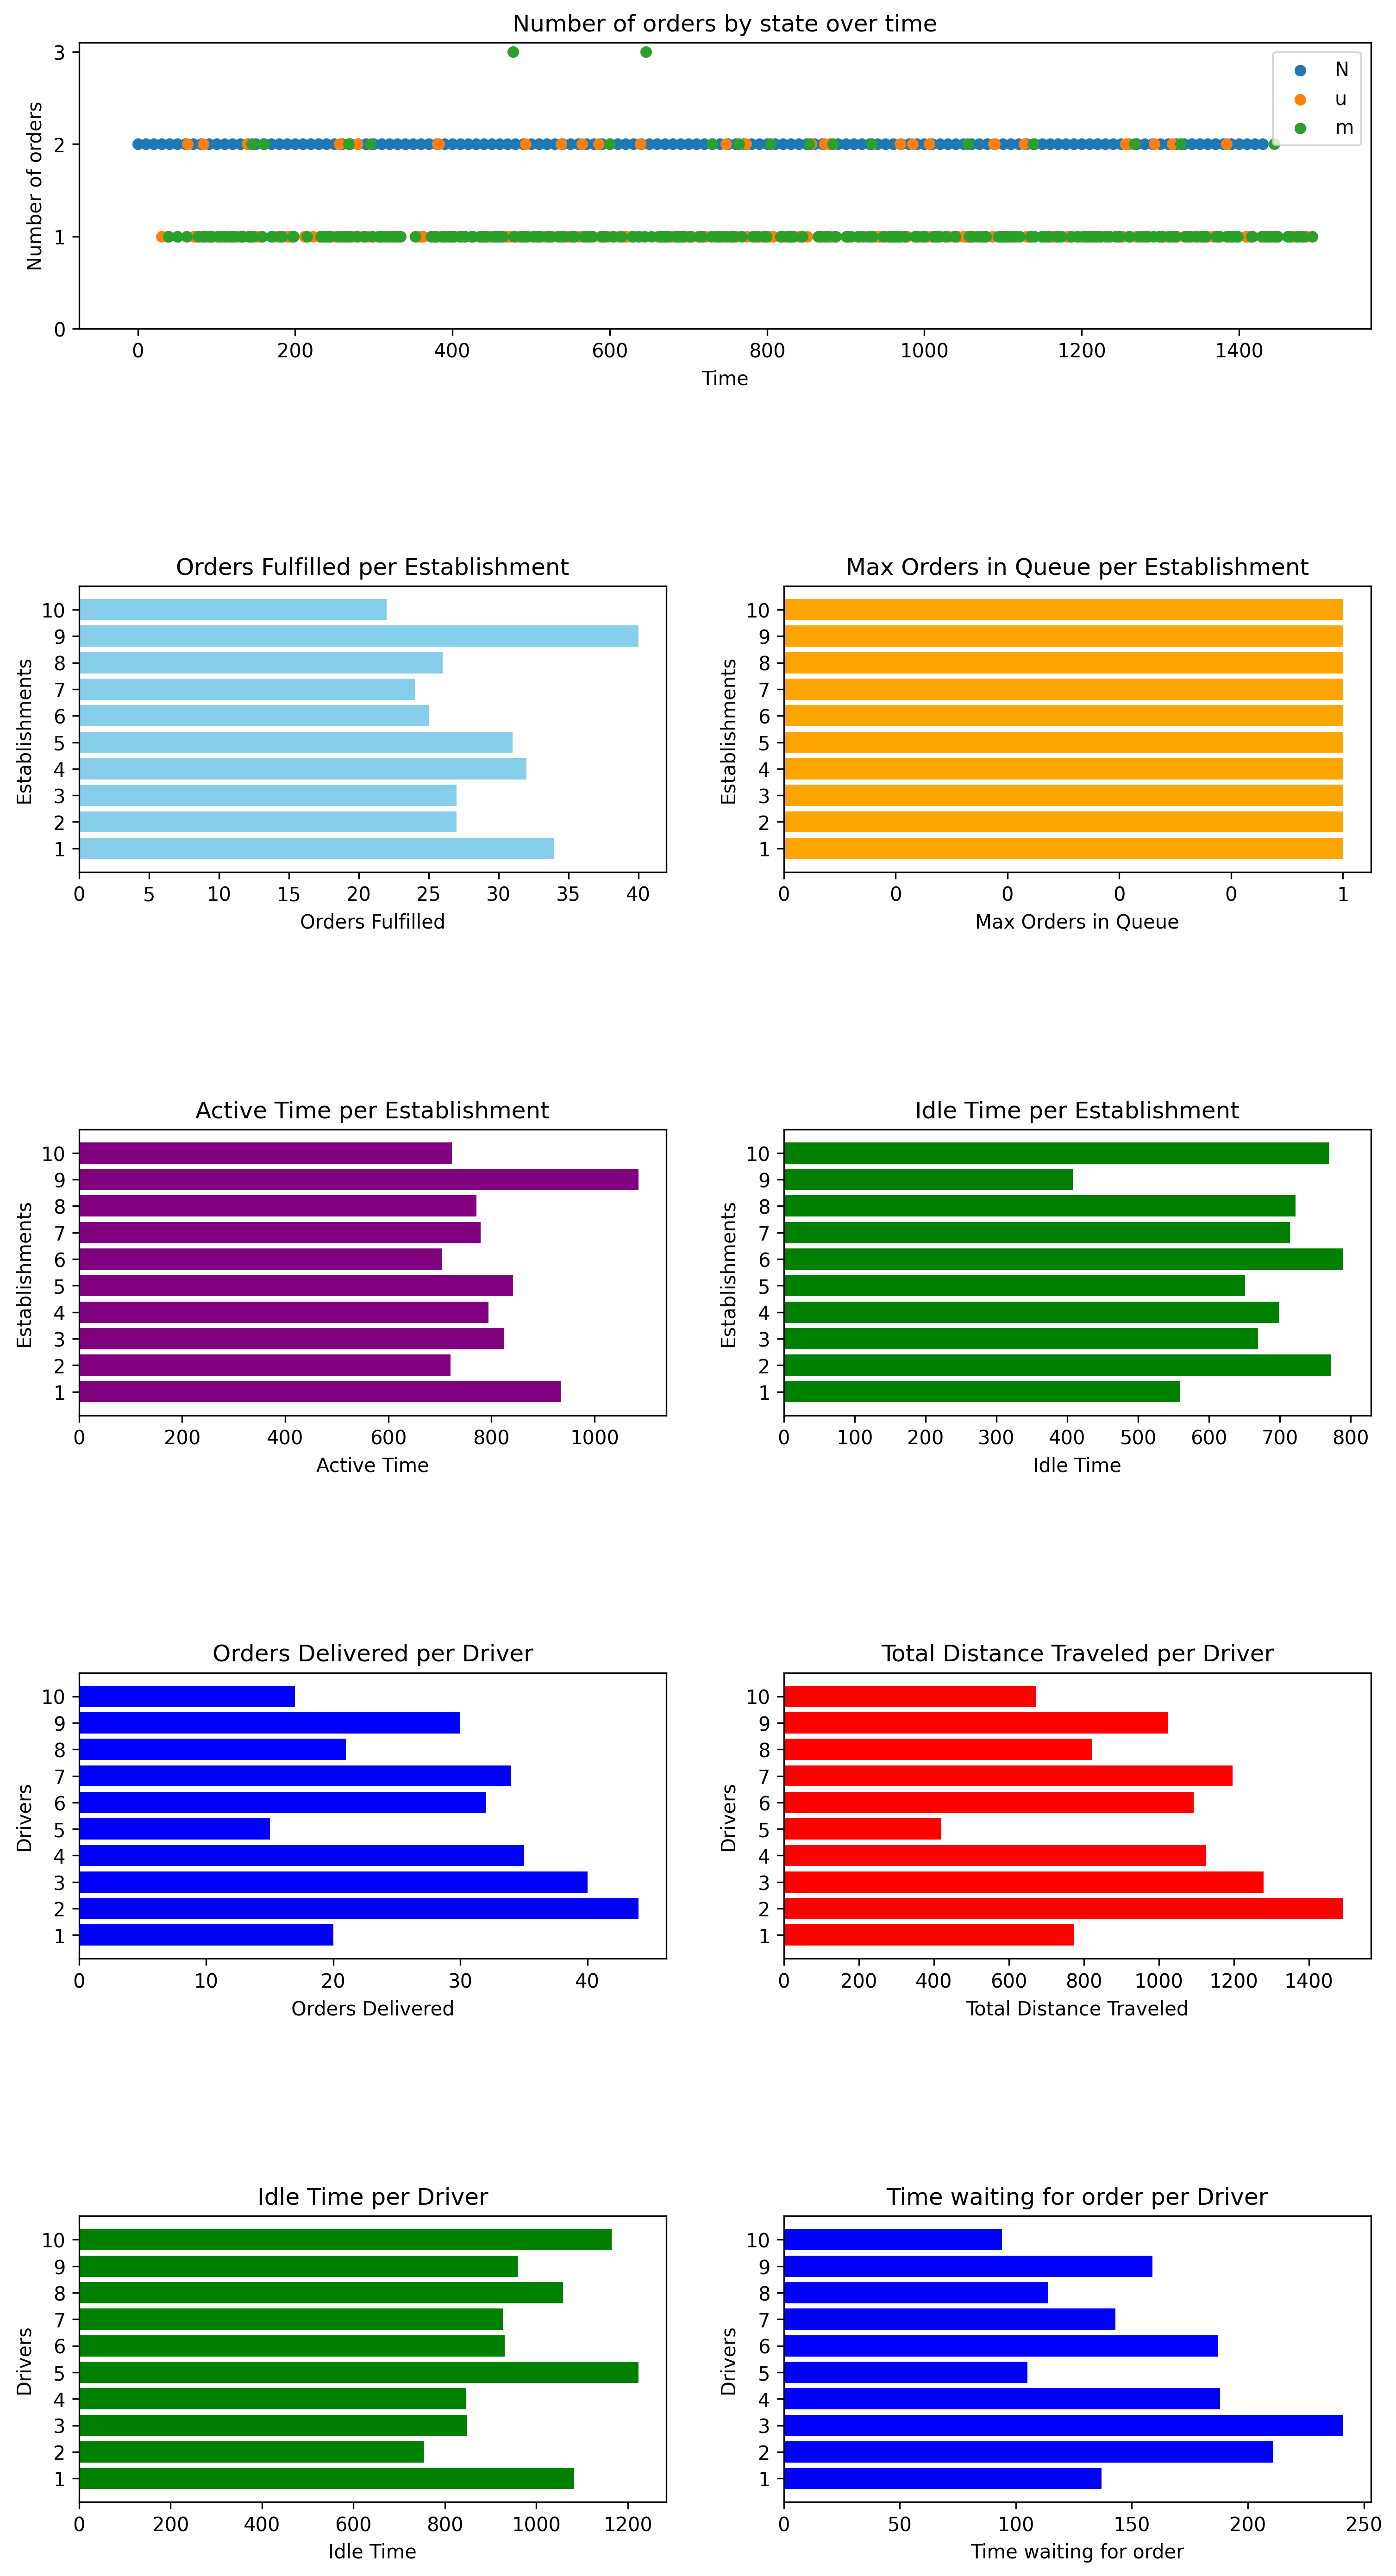 Number of orders by state over time
Number of orders
3
2
1
0
N
u
m
0 200 400 600 800 1000 1200 1400
Time
Orders Fulfilled per Establishment
Establishments
10
9
8
7
6
5
4
3
2
1
0 5 10 15 20 25 30 35 40
Orders Fulfilled
Max Orders in Queue per Establishment
Establishments
10
9
8
7
6
5
4
3
2
1
0 0 0 0 0 1
Max Orders in Queue
Active Time per Establishment
Establishments
10
9
8
7
6
5
4
3
2
1
0 200 400 600 800 1000
Active Time
Idle Time per Establishment
Establishments
10
9
8
7
6
5
4
3
2
1
0 100 200 300 400 500 600 700 800
Idle Time
Orders Delivered per Driver
Drivers
10
9
8
7
6
5
4
3
2
1
0 10 20 30 40
Orders Delivered
Total Distance Traveled per Driver
Drivers
10
9
8
7
6
5
4
3
2
1
0 200 400 600 800 1000 1200 1400
Total Distance Traveled
Idle Time per Driver
Drivers
10
9
8
7
6
5
4
3
2
1
0 200 400 600 800 1000 1200
Idle Time
Time waiting for order per Driver
Drivers
10
9
8
7
6
5
4
3
2
1
0 50 100 150 200 250
Time waiting for order